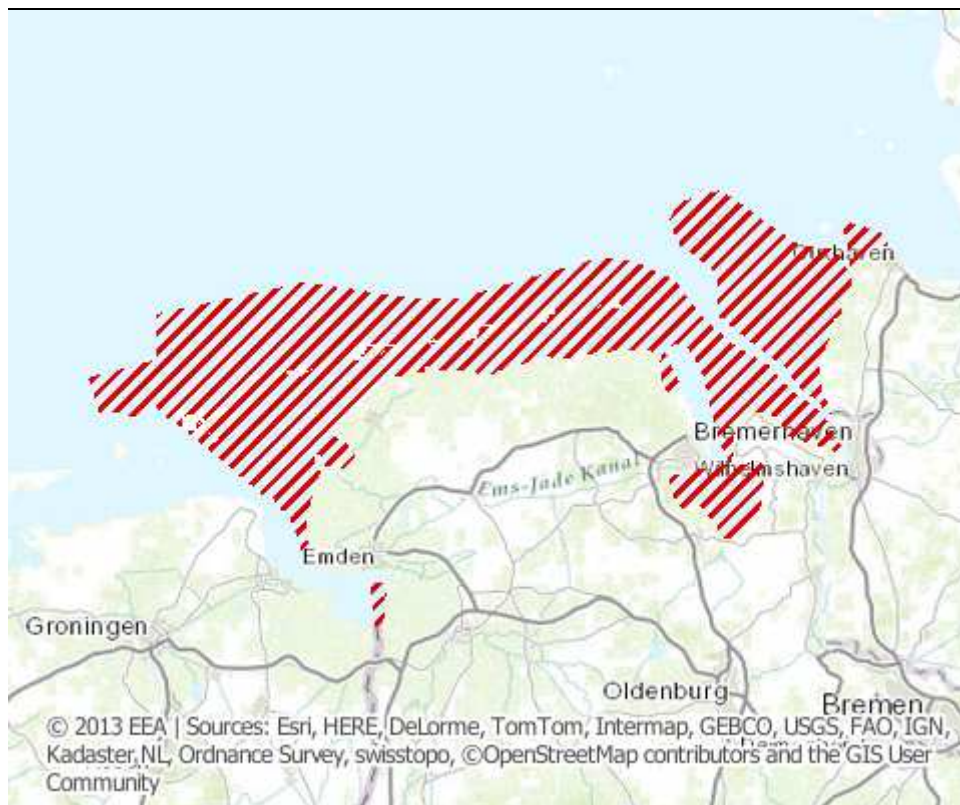 Cuxhaven
Bremerhaven
Wilhelmshaven
Ems-Jade Kanal
Emden
Groningen
Oldenburg
Bremen
© 2013 EEA | Sources: Esri, HERE, DeLorme, TomTom, Intermap, GEBCO, USGS, FAO, IGN,
Kadaster NL, Ordnance Survey, swisstopo, ©OpenStreetMap contributors and the GIS User
Community